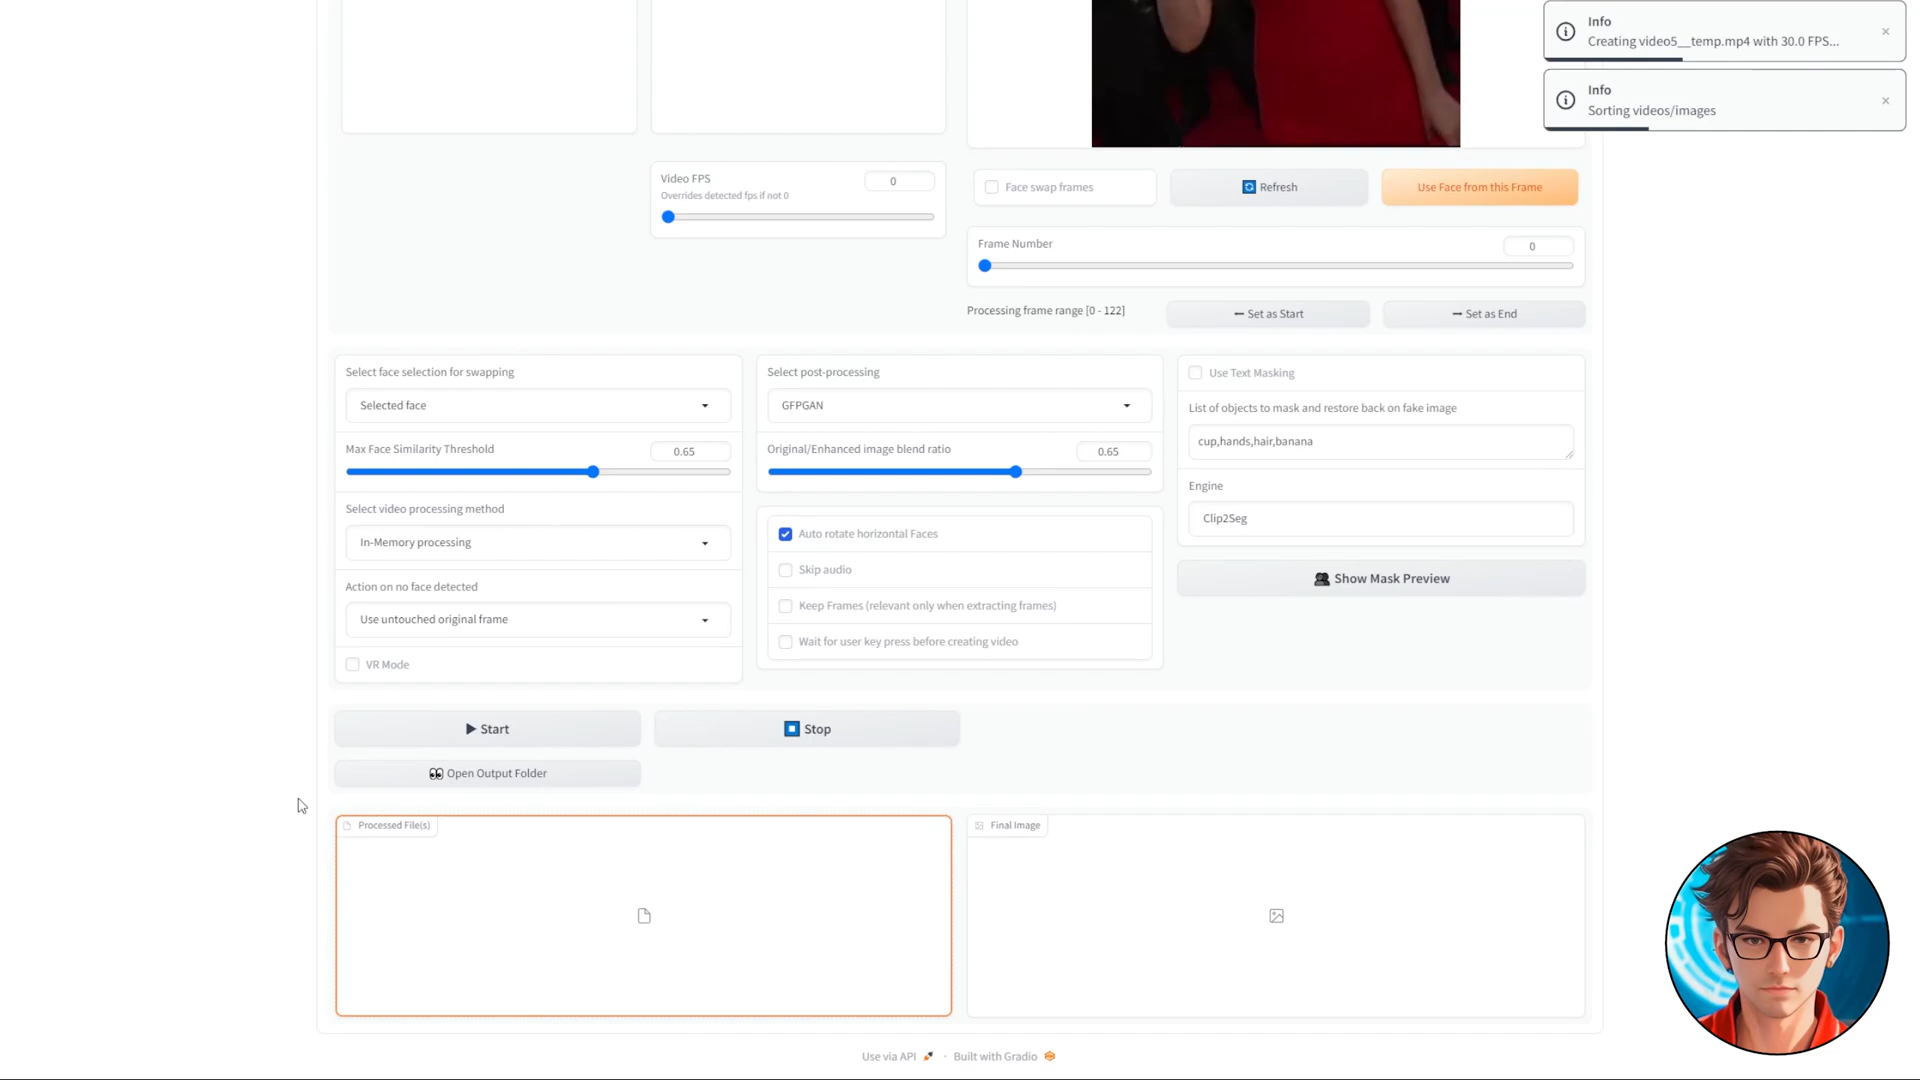 Info
Creating video5__temp.mp4 with 30.0 FPS...
Info
Sorting videos/images
Video FPS
0
Overrides detected fps if not 0
Face swap frames
Refresh
Use Face from this Frame
Frame Number
0
Processing frame range [0 - 122]
Set as Start
Set as End
Select face selection for swapping
Selected face
Max Face Similarity Threshold
0.65
Select video processing method
In-Memory processing
Action on no face detected
Use untouched original frame
VR Mode
Select post-processing
GFPGAN
Original/Enhanced image blend ratio
0.65
Auto rotate horizontal Faces
Skip audio
Keep Frames (relevant only when extracting frames)
Wait for user key press before creating video
Use Text Masking
List of objects to mask and restore back on fake image
cup,hands,hair,banana
Engine
Clip2Seg
Show Mask Preview
Start
Stop
Open Output Folder
Processed File(s)
Final Image
Use via API · Built with Gradio